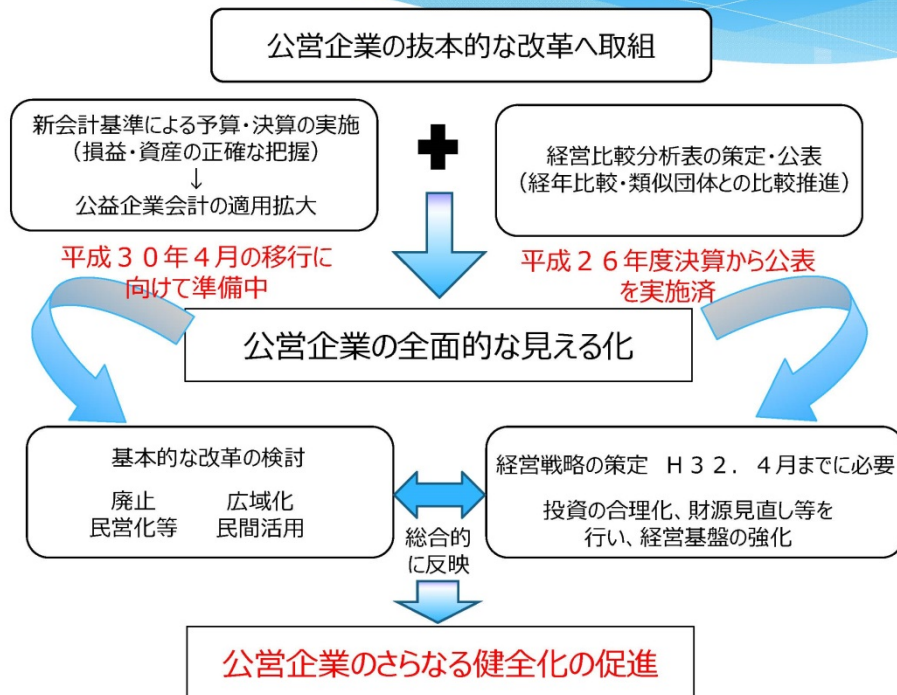 公営企業の抜本的な改革へ取組
新会計基準による予算・決算の実施
(損益・資産の正確な把握)
↓
公益企業会計の適用拡大
経営比較分析表の策定・公表
(経年比較・類似団体との比較推進)
平成30年4月の移行に
向けて準備中
平成26年度決算から公表
を実施済
公営企業の全面的な見える化
基本的な改革の検討
廃止 広域化
民営化等 民間活用
経営戦略の策定 H32.4月までに必要
投資の合理化、財源見直し等を
行い、経営基盤の強化
総合的
に反映
公営企業のさらなる健全化の促進